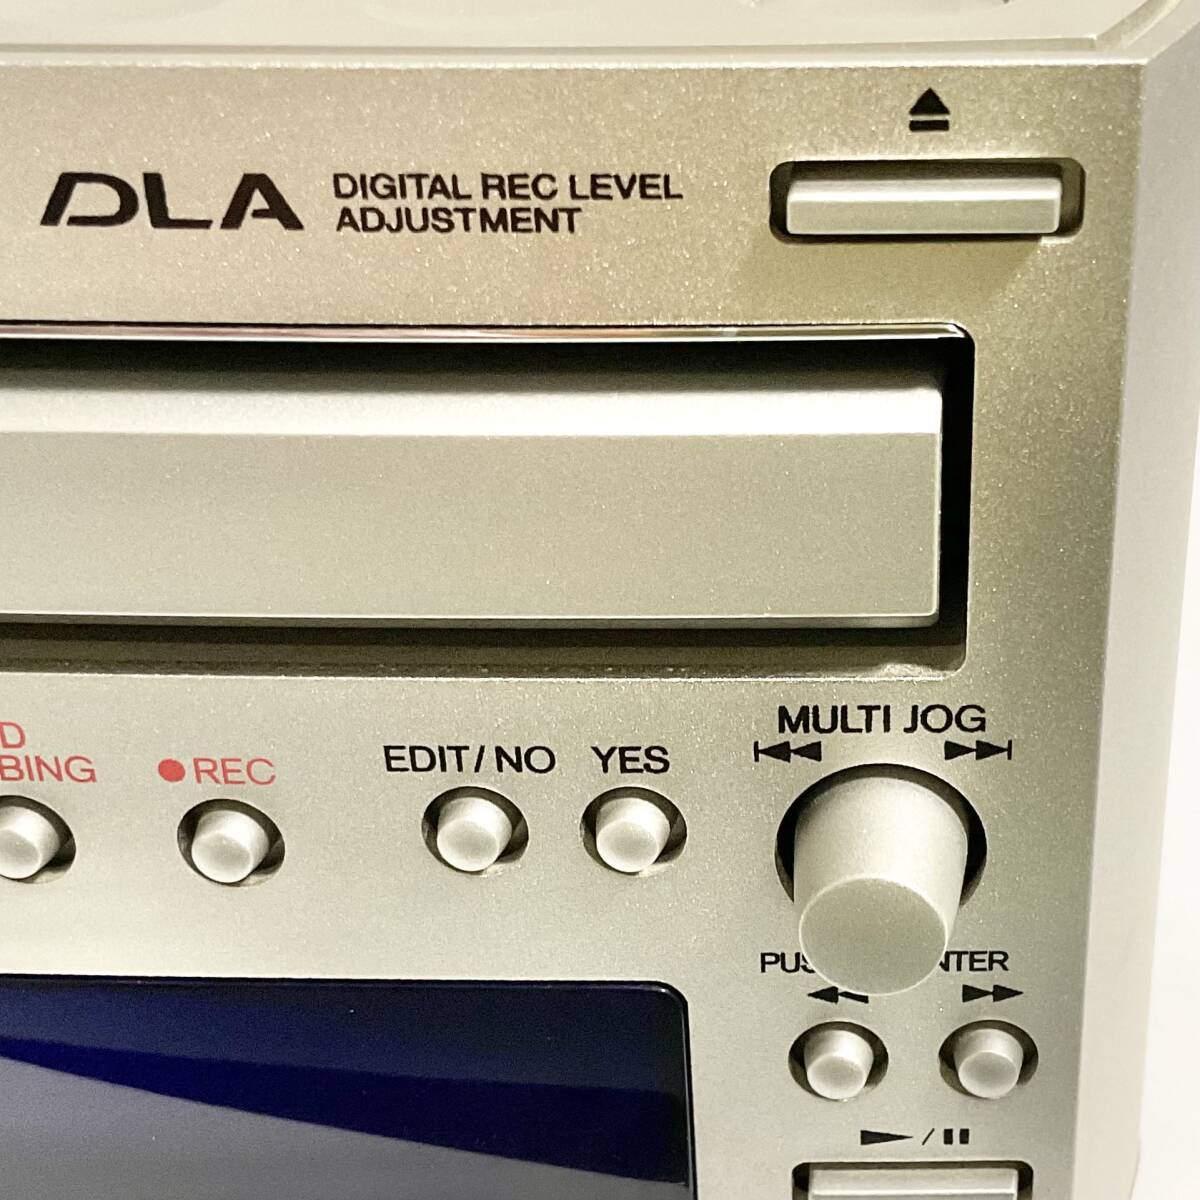 DLA
DIGITAL REC LEVEL
ADJUSTMENT
MULTI JOG
REC
EDIT/NO
YES